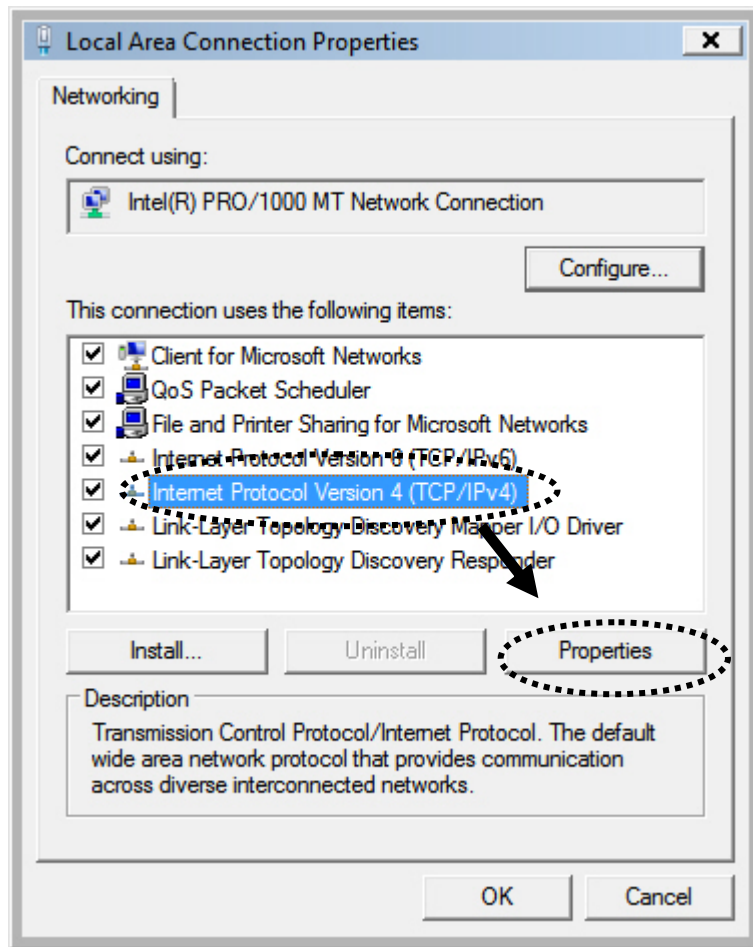 Local Area Connection Properties
Networking
Connect using:
Intel(R) PRO/1000 MT Network Connection
Configure...
This connection uses the following items:
Client for Microsoft Networks
QoS Packet Scheduler
File and Printer Sharing for Microsoft Networks
Internet Protocol Version 6 (TCP/IPv6)
Internet Protocol Version 4 (TCP/IPv4)
Link-Layer Topology Discovery Mapper I/O Driver
Link-Layer Topology Discovery Responder
Install... Uninstall Properties
Description
Transmission Control Protocol/Internet Protocol. The default
wide area network protocol that provides communication
across diverse interconnected networks.
OK Cancel